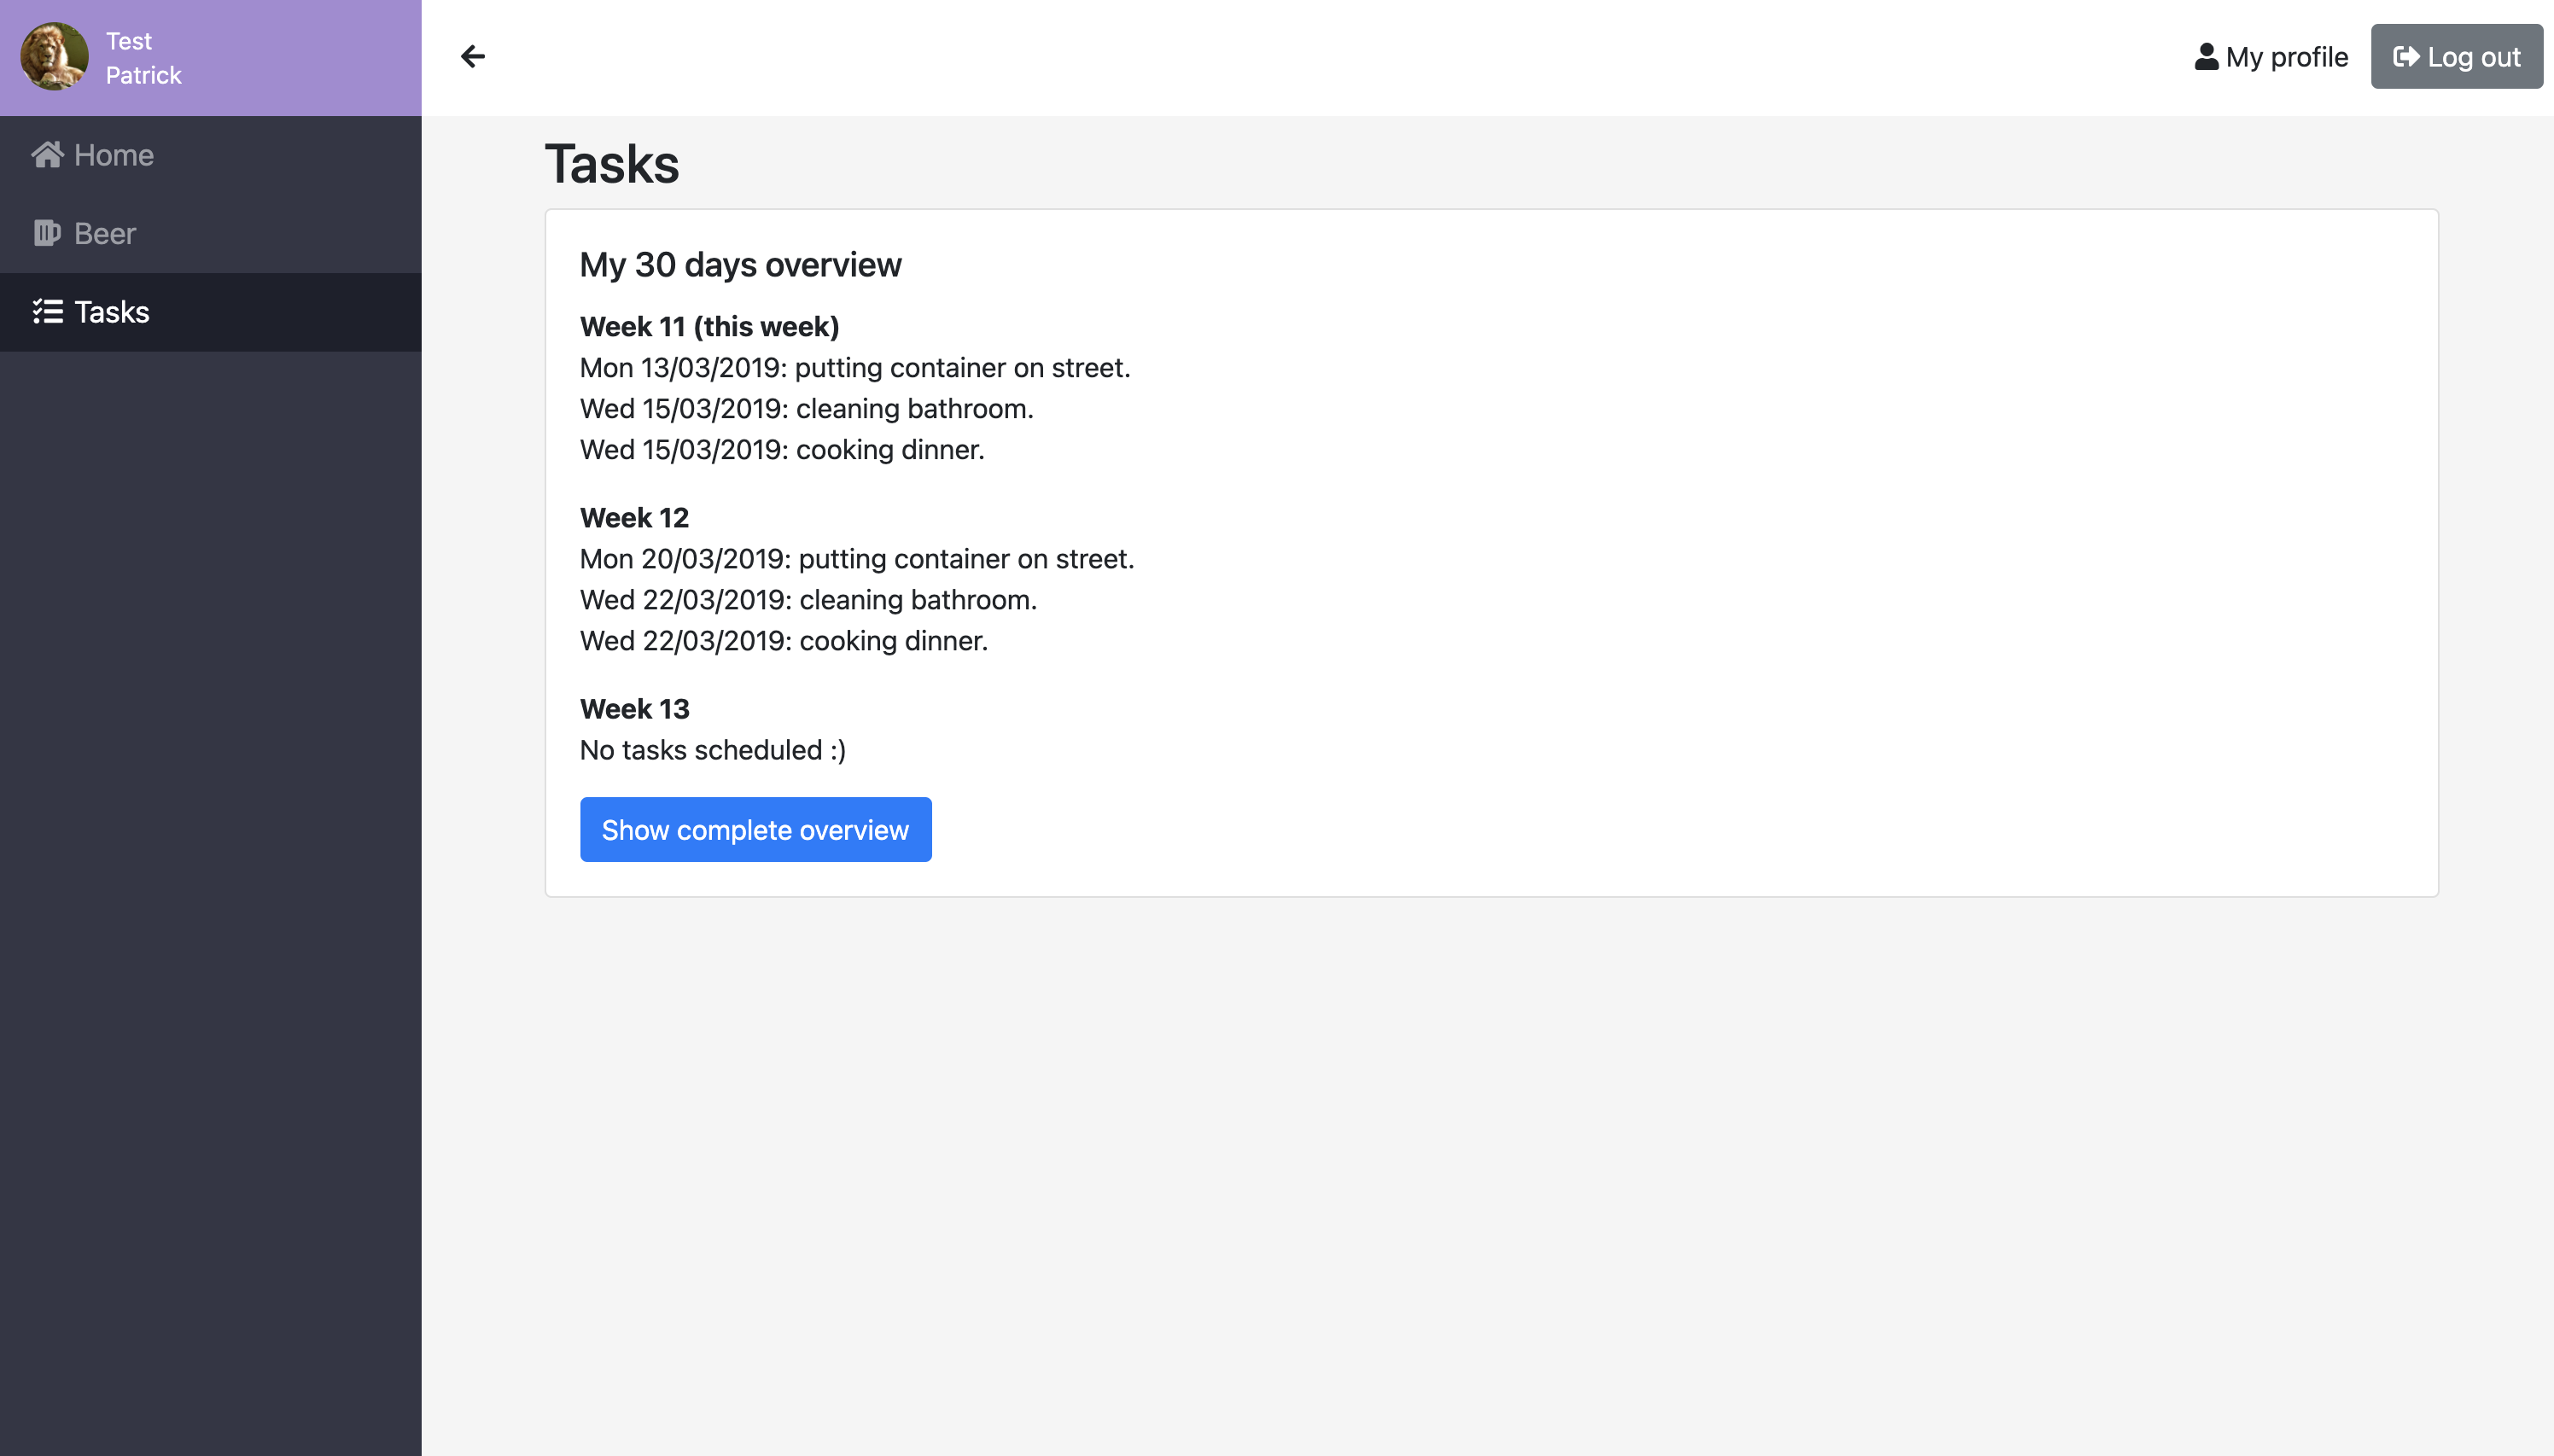 Test
Patrick
My profile
Log out
Home
Beer
Tasks
Tasks
My 30 days overview
Week 11 (this week)
Mon 13/03/2019: putting container on street.
Wed 15/03/2019: cleaning bathroom.
Wed 15/03/2019: cooking dinner.
Week 12
Mon 20/03/2019: putting container on street.
Wed 22/03/2019: cleaning bathroom.
Wed 22/03/2019: cooking dinner.
Week 13
No tasks scheduled :)
Show complete overview